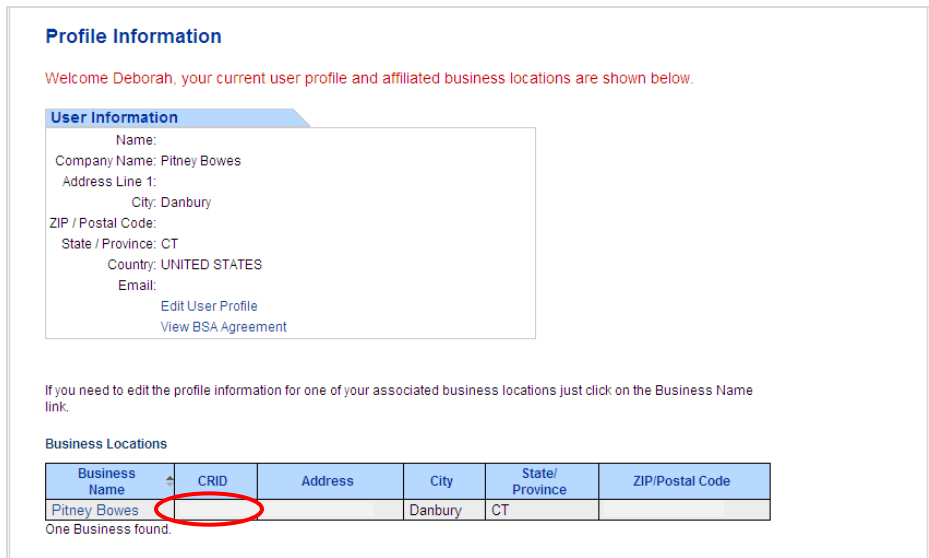 Profile Information
Welcome Deborah, your current user profile and affiliated business locations are shown below.
User Information
Name:
Company Name: Pitney Bowes
Address Line 1:
City: Danbury
ZIP / Postal Code:
State / Province: CT
Country: UNITED STATES
Email:
Edit User Profile
View BSA Agreement
If you need to edit the profile information for one of your associated business locations just click on the Business Name
link.
Business Locations
Business Name CRID Address City State/ Province ZIP/Postal Code
Pitney Bowes Danbury CT
One Business found.